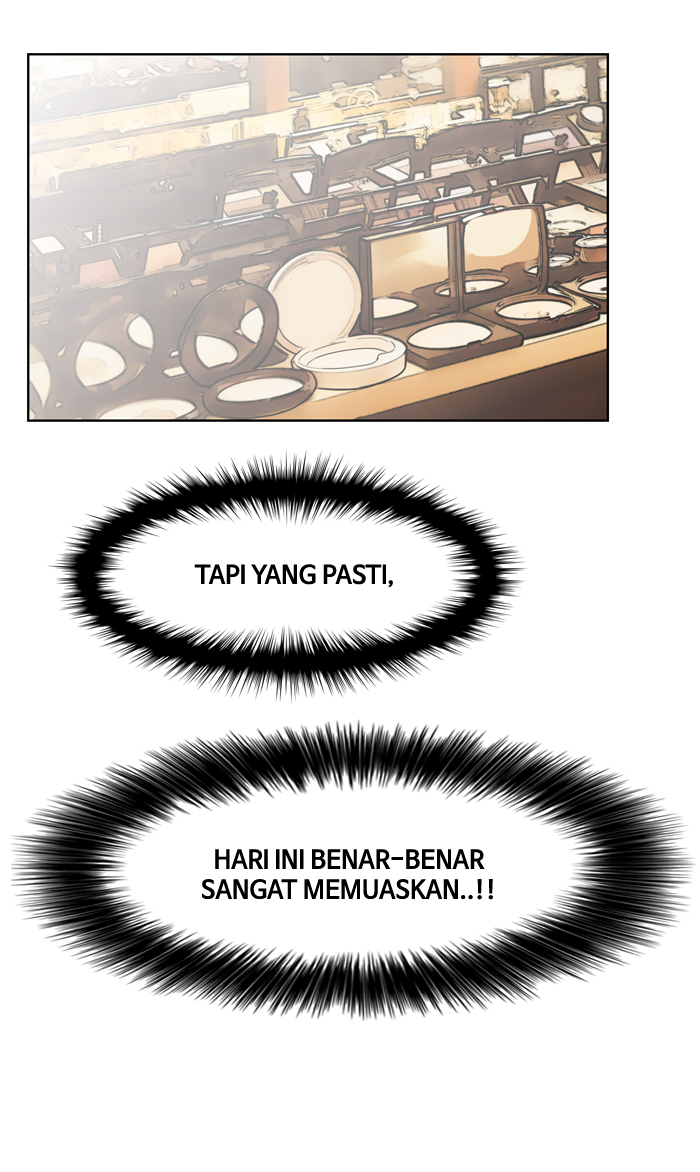 TAPI YANG PASTI,
HARI INI BENAR-BENAR
SANGAT MEMUASKAN..!!